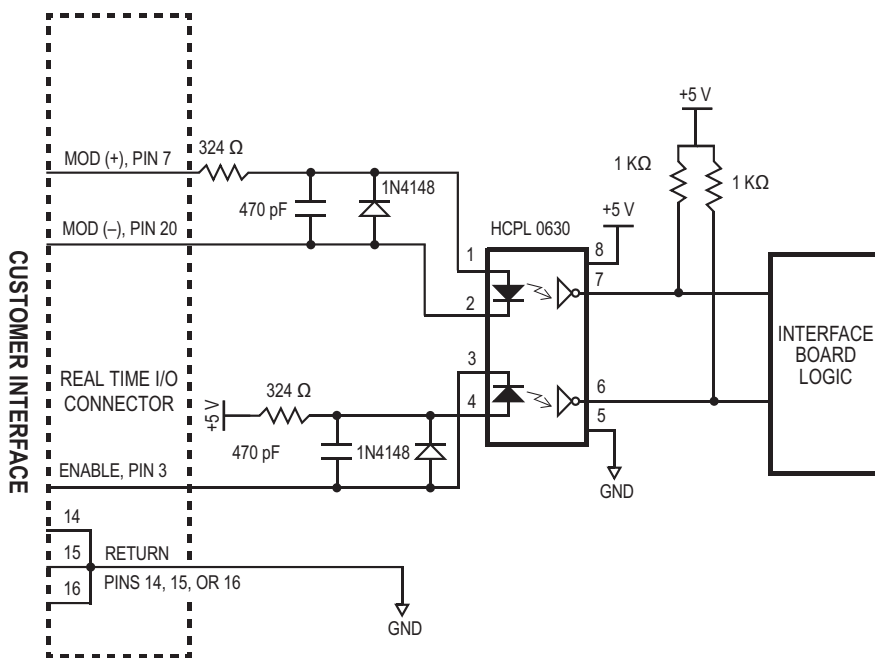 +5 V
324 Ω
MOD (+), PIN 7
1 KΩ
1 KΩ
1N4148
470 pF
+5 V
MOD (–), PIN 20
HCPL 0630
1
8
7
2
CUSTOMER INTERFACE
INTERFACE
BOARD
LOGIC
3
REAL TIME I/O
CONNECTOR
324 Ω
+5 V
4
6
5
470 pF
1N4148
ENABLE, PIN 3
GND
14
15
RETURN
16
PINS 14, 15, OR 16
GND